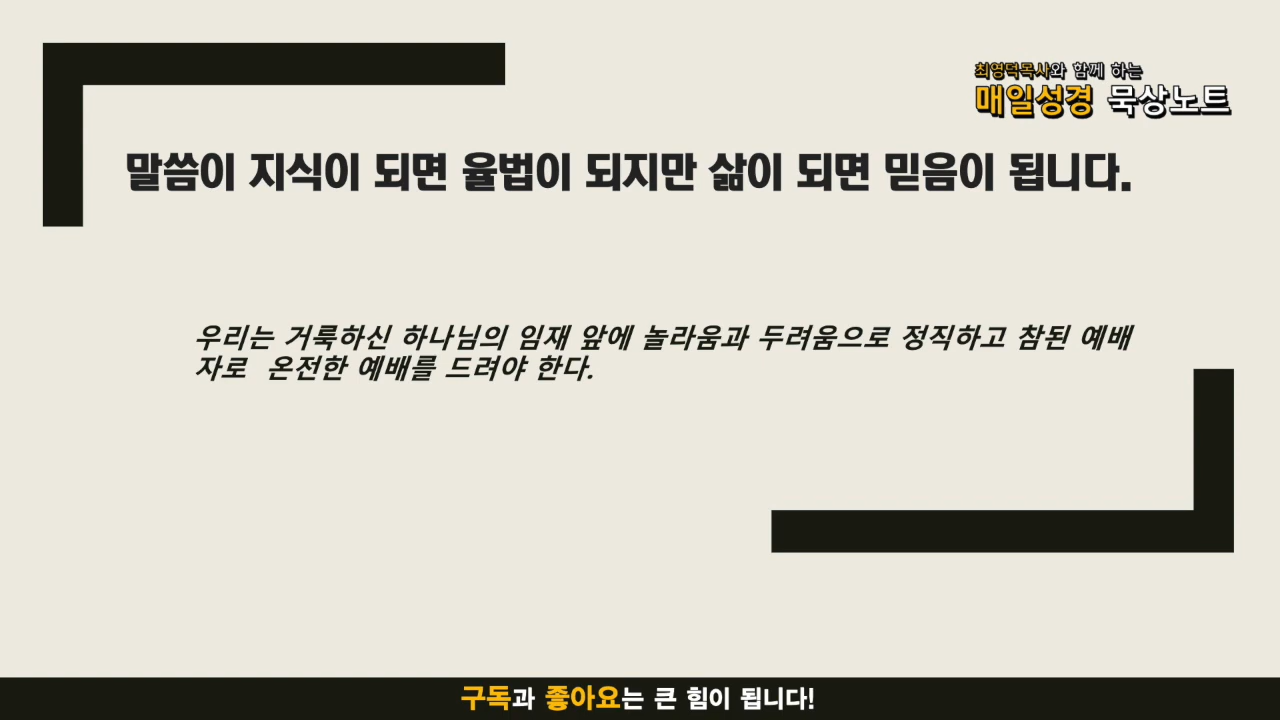 최영덕목사와 함께 하는
매일성경 묵상노트
말씀이 지식이 되면 율법이 되지만 삶이 되면 믿음이 됩니다.
우리는 거룩하신 하나님의 임재 앞에 놀라움과 두려움으로 정직하고 참된 예배
자로 온전한 예배를 드려야 한다.
구독과 좋아요는 큰 힘이 됩니다!